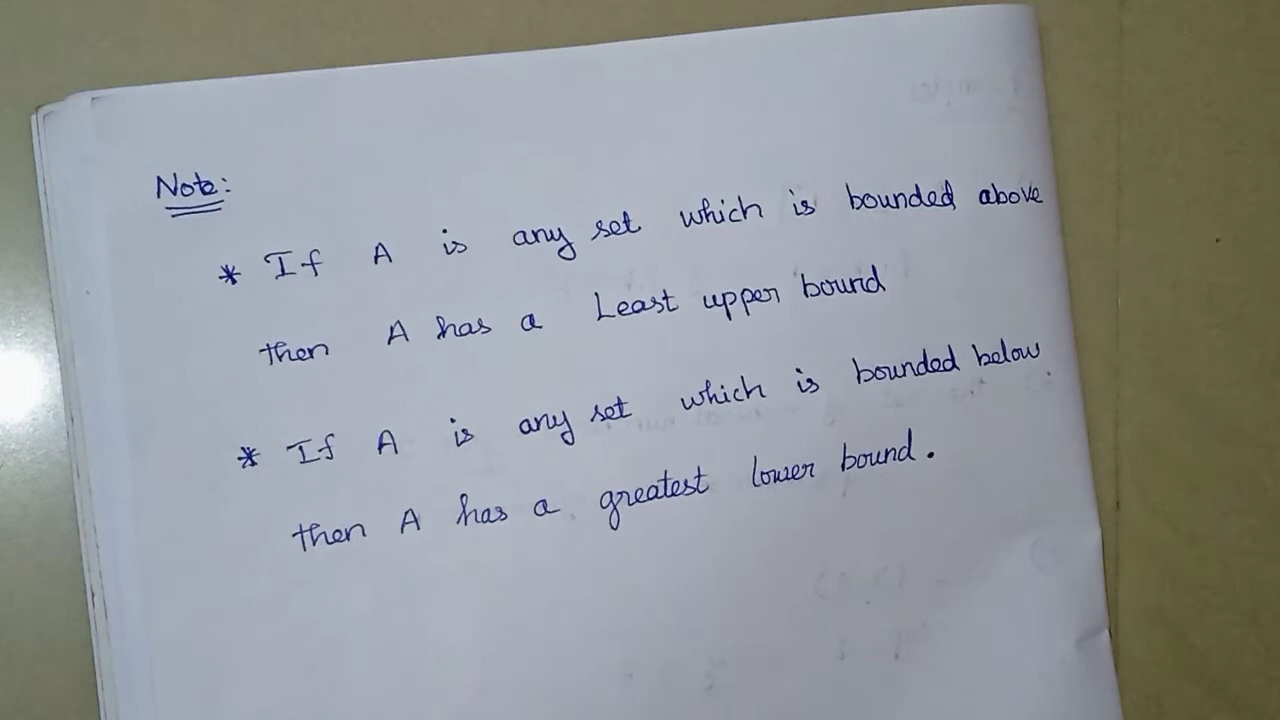 Note:
* If A is any set which is bounded above
then A has a Least upper bound
* If A is any set which is bounded below
then A has a greatest lower bound.